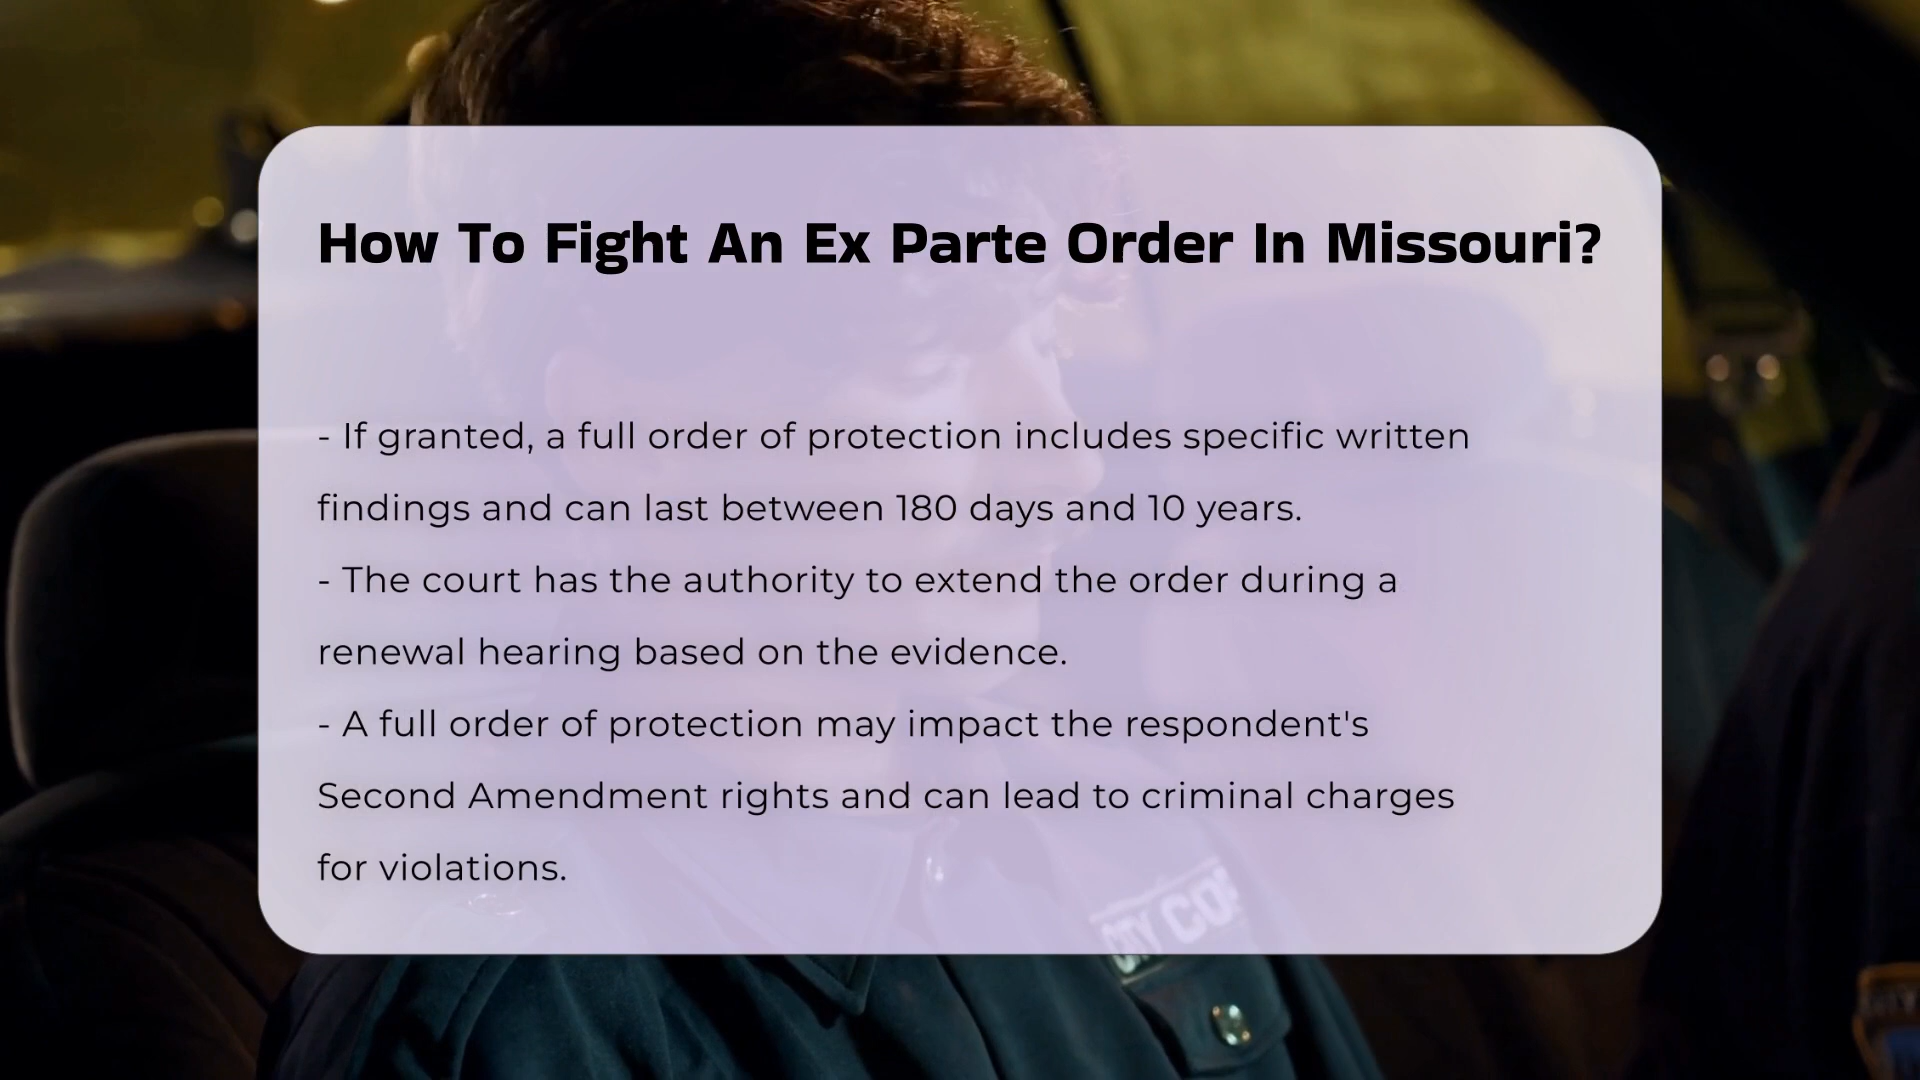 How To Fight An Ex Parte Order In Missouri?
- If granted, a full order of protection includes specific written
findings and can last between 180 days and 10 years.
- The court has the authority to extend the order during a
renewal hearing based on the evidence.
- A full order of protection may impact the respondent's
Second Amendment rights and can lead to criminal charges
for violations.
CITY